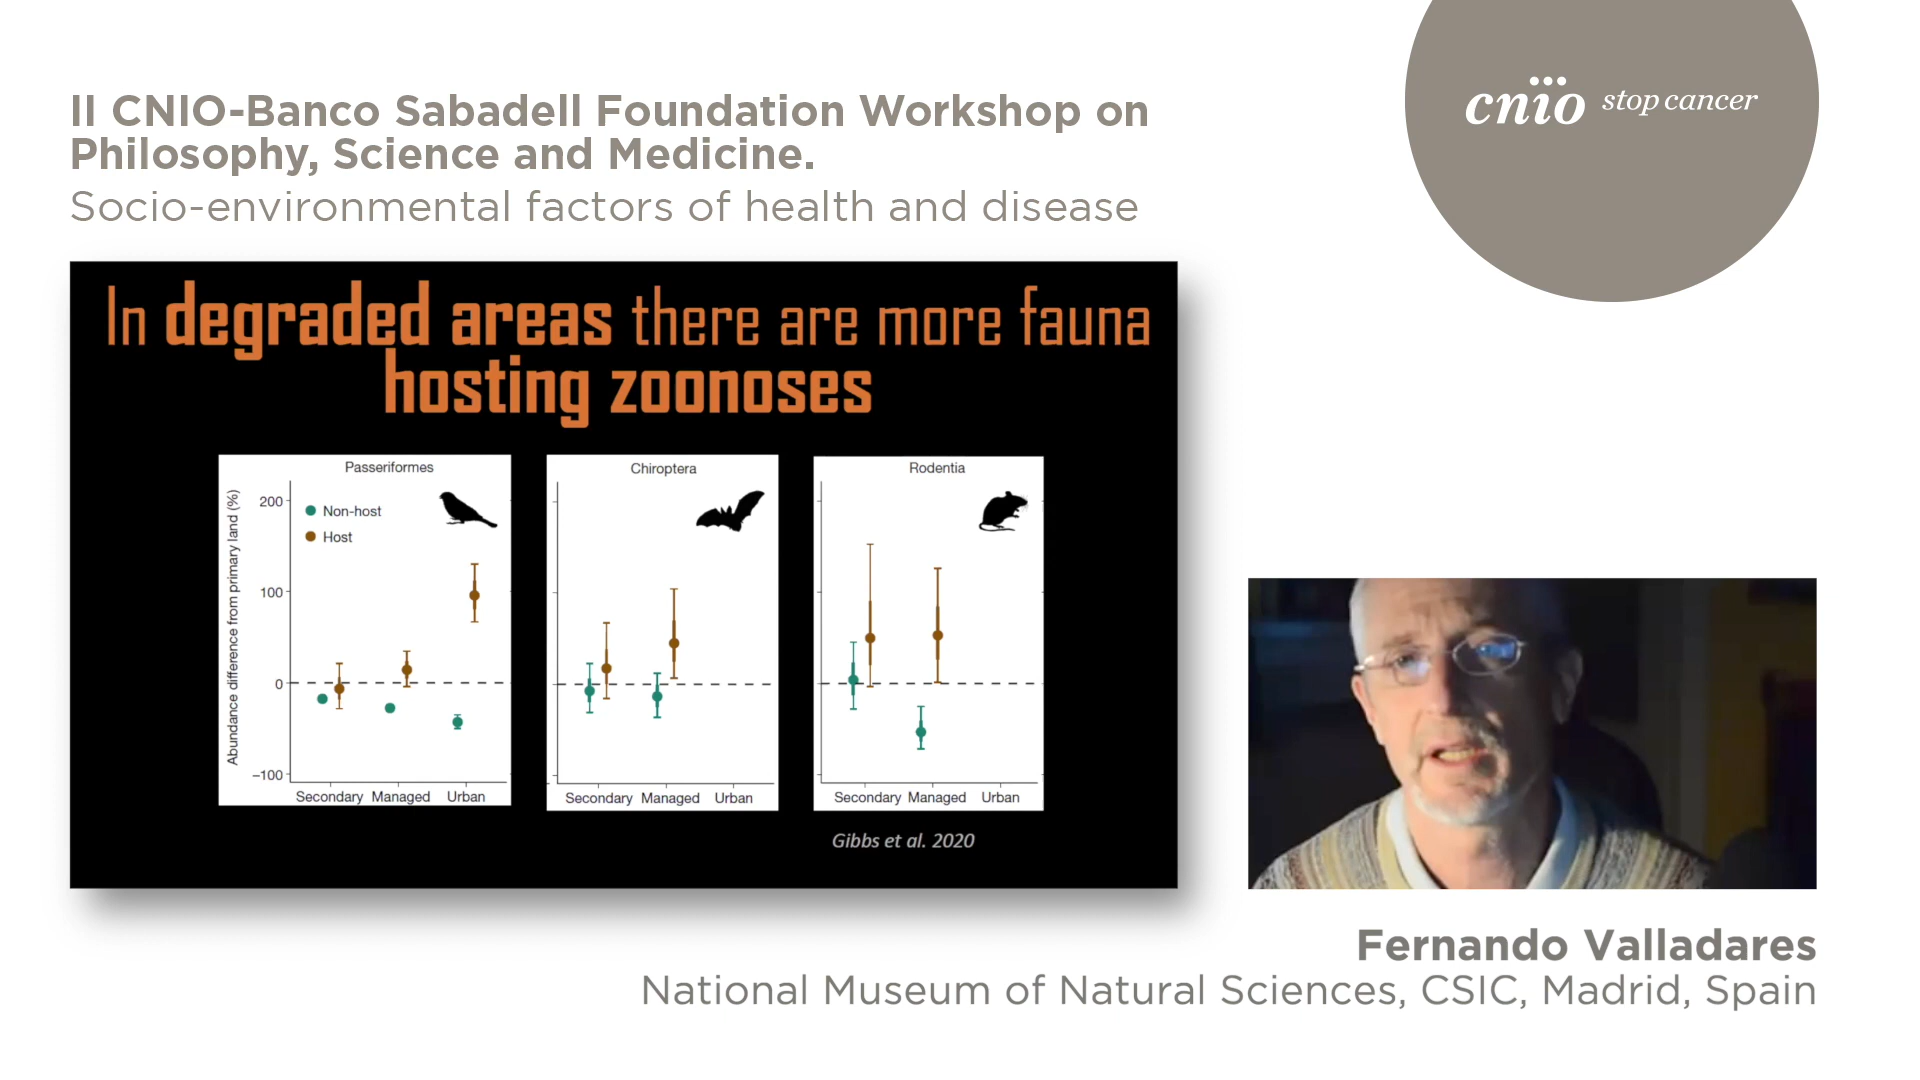 II CNIO-Banco Sabadell Foundation Workshop on
Philosophy, Science and Medicine.
Socio-environmental factors of health and disease
cnio stop cancer
In degraded areas there are more fauna
hosting zoonoses
Passeriformes
Chiroptera
Rodentia
Abundance difference from primary land (%)
200
100
0
−100
Non-host
Host
Secondary Managed Urban
Secondary Managed Urban
Secondary Managed Urban
Gibbs et al. 2020
Fernando Valladares
National Museum of Natural Sciences, CSIC, Madrid, Spain